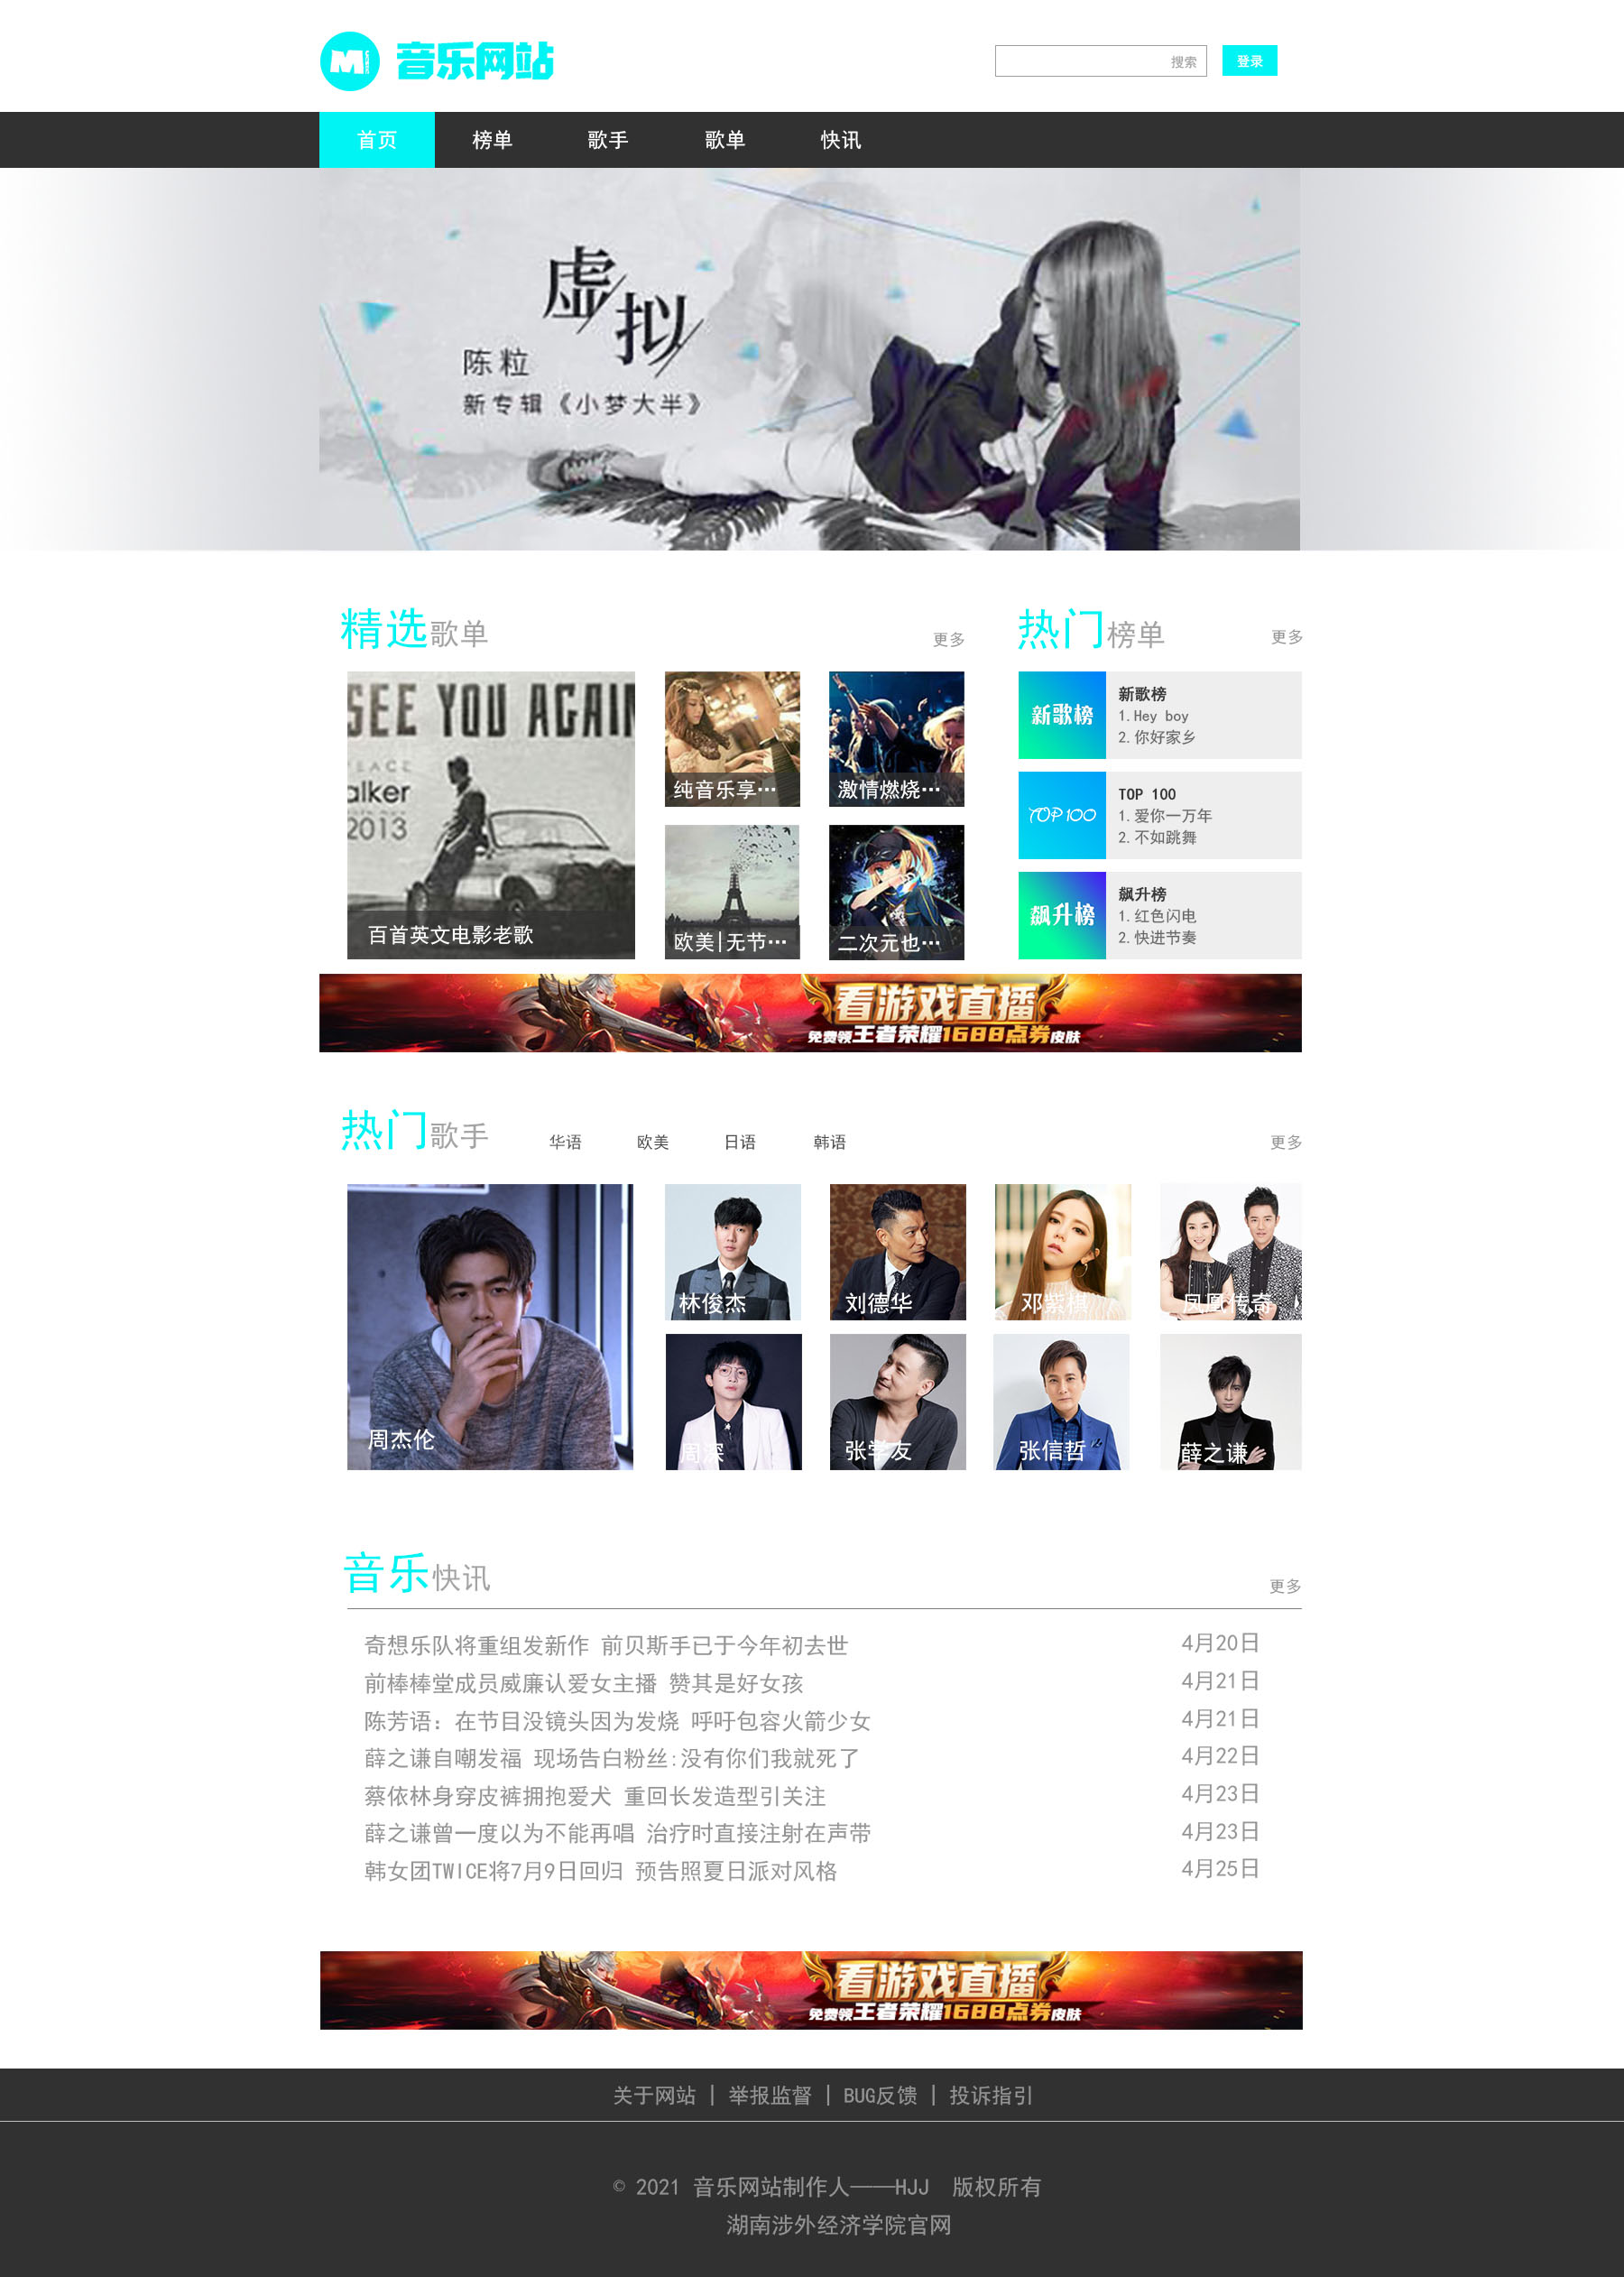 M 音乐网站
搜索
登录
首页 榜单 歌手 歌单 快讯
虚拟
陈粒
新专辑《小梦大半》
精选歌单
更多
SEE YOU AGAIN
alker
2013
百首英文电影老歌
纯音乐享…
激情燃烧…
欧美|无节…
二次元也…
热门榜单
更多
新歌榜
新歌榜
1.Hey boy
2.你好家乡
TOP100
TOP 100
1.爱你一万年
2.不如跳舞
飙升榜
飙升榜
1.红色闪电
2.快进节奏
看游戏直播
免费领王者荣耀1688点券皮肤
热门歌手
华语 欧美 日语 韩语
更多
周杰伦
林俊杰
刘德华
邓紫棋
凤凰传奇
周深
张学友
张信哲
薛之谦
音乐快讯
更多
奇想乐队将重组发新作 前贝斯手已于今年初去世 4月20日
前棒棒堂成员威廉认爱女主播 赞其是好女孩 4月21日
陈芳语：在节目没镜头因为发烧 呼吁包容火箭少女 4月21日
薛之谦自嘲发福 现场告白粉丝:没有你们我就死了 4月22日
蔡依林身穿皮裤拥抱爱犬 重回长发造型引关注 4月23日
薛之谦曾一度以为不能再唱 治疗时直接注射在声带 4月23日
韩女团TWICE将7月9日回归 预告照夏日派对风格 4月25日
看游戏直播
免费领王者荣耀1688点券皮肤
关于网站 | 举报监督 | BUG反馈 | 投诉指引
© 2021 音乐网站制作人——HJJ 版权所有
湖南涉外经济学院官网